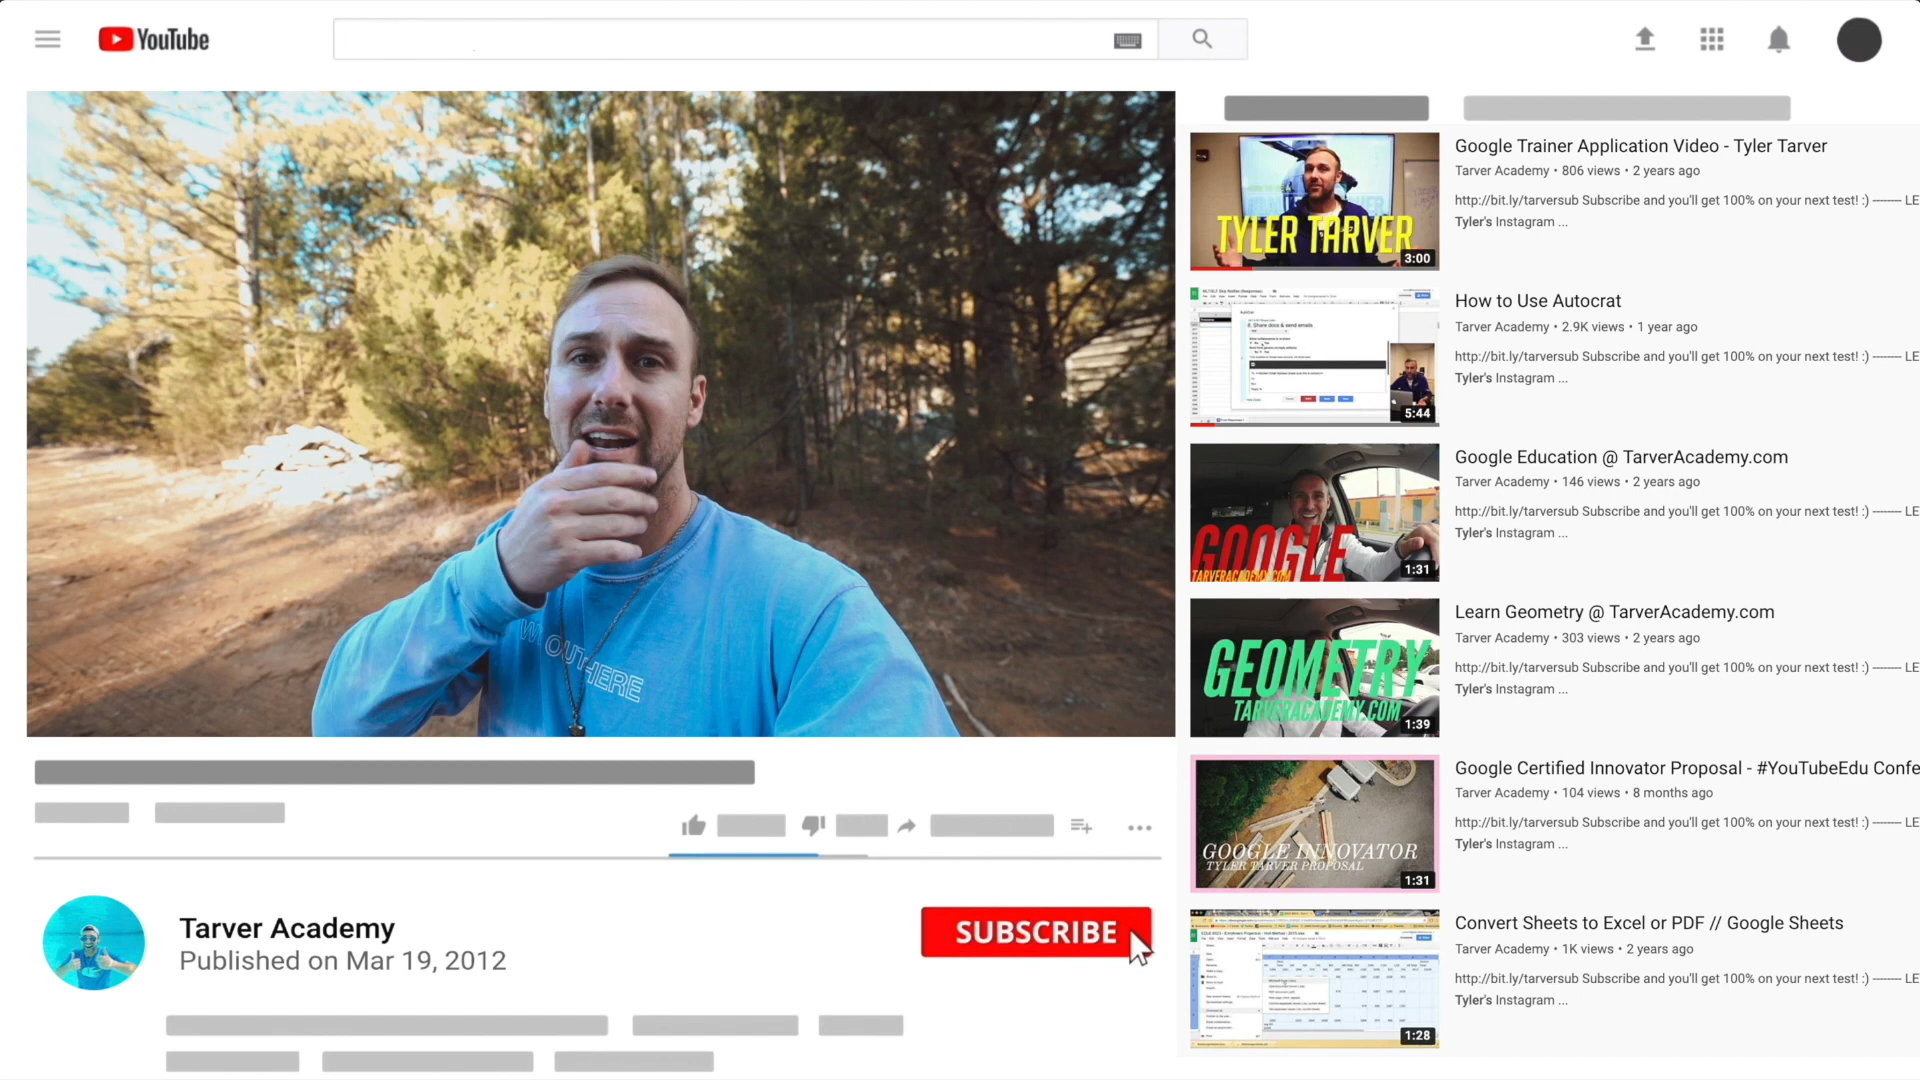 YouTube
W OUTHERE
Tarver Academy
Published on Mar 19, 2012
SUBSCRIBE
TYLER TARVER
3:00
Google Trainer Application Video - Tyler Tarver
Tarver Academy • 806 views • 2 years ago
http://bit.ly/tarversub Subscribe and you'll get 100% on your next test! :) -------- LE
Tyler's Instagram ...
8. Share docs & send emails
5:44
How to Use Autocrat
Tarver Academy • 2.9K views • 1 year ago
http://bit.ly/tarversub Subscribe and you'll get 100% on your next test! :) -------- LE
Tyler's Instagram ...
GOOGLE
TARVERACADEMY.COM
1:31
Google Education @ TarverAcademy.com
Tarver Academy • 146 views • 2 years ago
http://bit.ly/tarversub Subscribe and you'll get 100% on your next test! :) -------- LE
Tyler's Instagram ...
GEOMETRY
TARVERACADEMY.COM
1:39
Learn Geometry @ TarverAcademy.com
Tarver Academy • 303 views • 2 years ago
http://bit.ly/tarversub Subscribe and you'll get 100% on your next test! :) -------- LE
Tyler's Instagram ...
GOOGLE INNOVATOR
TYLER TARVER PROPOSAL
1:31
Google Certified Innovator Proposal - #YouTubeEdu Confe
Tarver Academy • 104 views • 8 months ago
http://bit.ly/tarversub Subscribe and you'll get 100% on your next test! :) -------- LE
Tyler's Instagram ...
1:28
Convert Sheets to Excel or PDF // Google Sheets
Tarver Academy • 1K views • 2 years ago
http://bit.ly/tarversub Subscribe and you'll get 100% on your next test! :) -------- LE
Tyler's Instagram ...